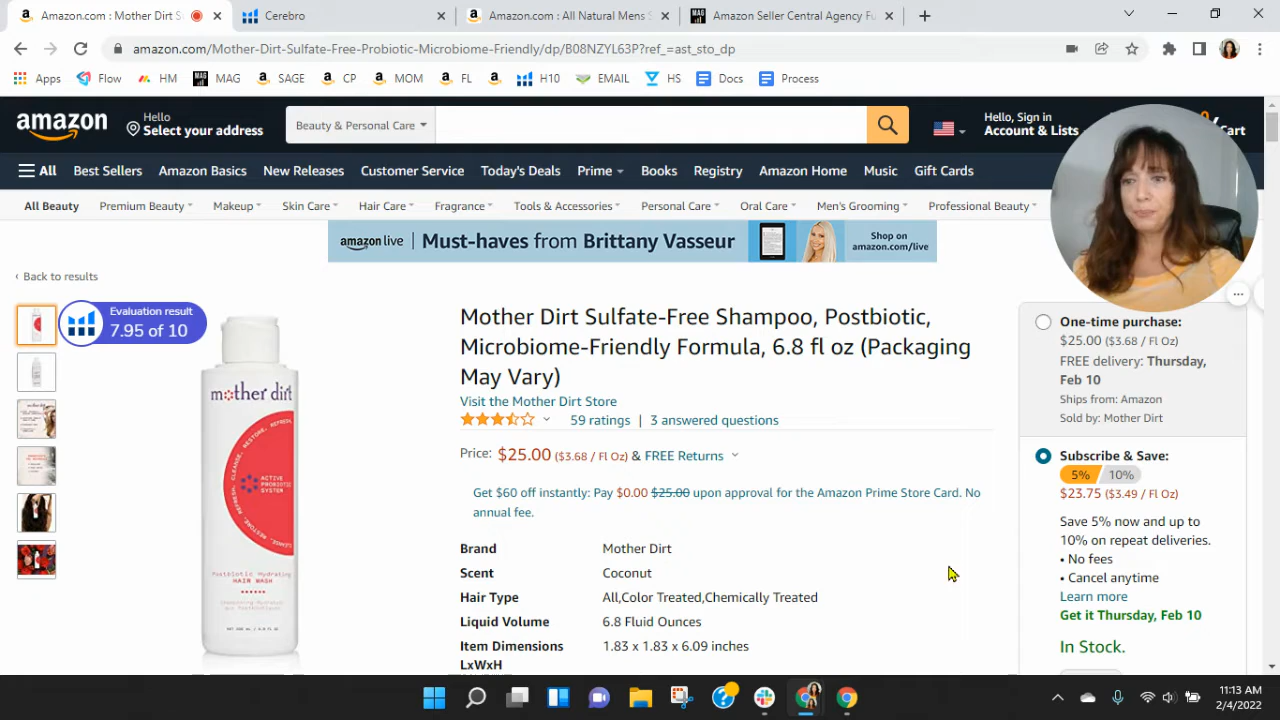 Amazon.com : Mother Dirt S
Cerebro
Amazon.com : All Natural Mens S
Amazon Seller Central Agency Fu
amazon.com/Mother-Dirt-Sulfate-Free-Probiotic-Microbiome-Friendly/dp/B08NZYL63P?ref_=ast_sto_dp
Apps Flow HM MAG SAGE CP MOM FL H10 EMAIL HS Docs Process
amazon
Hello
Select your address
Beauty & Personal Care
Hello, Sign in
Account & Lists
Cart
All Best Sellers Amazon Basics New Releases Customer Service Today's Deals Prime Books Registry Amazon Home Music Gift Cards
All Beauty Premium Beauty Makeup Skin Care Hair Care Fragrance Tools & Accessories Personal Care Oral Care Men's Grooming Professional Beauty
amazon live Must-haves from Brittany Vasseur Shop on amazon.com/live
‹ Back to results
Evaluation result
7.95 of 10
mother dirt
REFRESH. CLEANSE. RESTORE.
ACTIVE
PROBIOTIC
SYSTEM
Postbiotic Hydrating
HAIR WASH
Mother Dirt Sulfate-Free Shampoo, Postbiotic,
Microbiome-Friendly Formula, 6.8 fl oz (Packaging
May Vary)
Visit the Mother Dirt Store
59 ratings | 3 answered questions
Price: $25.00 ($3.68 / Fl Oz) & FREE Returns
Get $60 off instantly: Pay $0.00 $25.00 upon approval for the Amazon Prime Store Card. No
annual fee.
Brand Mother Dirt
Scent Coconut
Hair Type All,Color Treated,Chemically Treated
Liquid Volume 6.8 Fluid Ounces
Item Dimensions 1.83 x 1.83 x 6.09 inches
LxWxH
One-time purchase:
$25.00 ($3.68 / Fl Oz)
FREE delivery: Thursday,
Feb 10
Ships from: Amazon
Sold by: Mother Dirt
Subscribe & Save:
5% 10%
$23.75 ($3.49 / Fl Oz)
Save 5% now and up to
10% on repeat deliveries.
• No fees
• Cancel anytime
Learn more
Get it Thursday, Feb 10
In Stock.
11:13 AM
2/4/2022